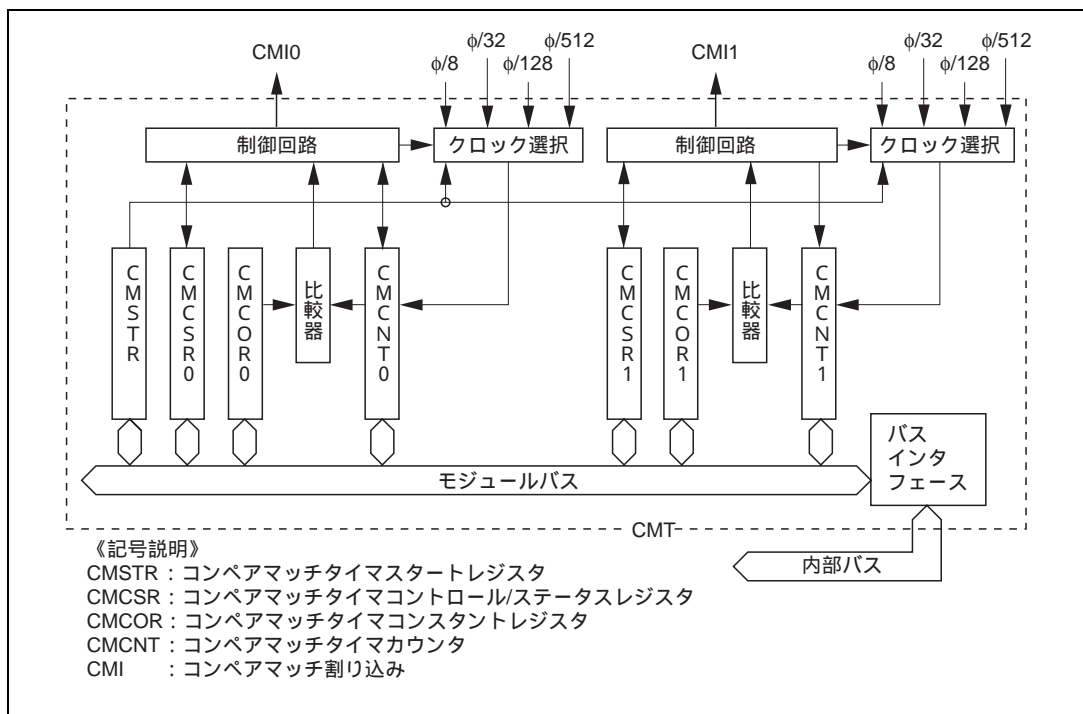 CMI0
φ/8
φ/32
φ/128
φ/512
CMI1
φ/8
φ/32
φ/128
φ/512
制御回路
クロック選択
制御回路
クロック選択
CMSTR
CMCSR0
CMCOR0
比較器
CMCNT0
CMCSR1
CMCOR1
比較器
CMCNT1
モジュールバス
バス
インタ
フェース
CMT
内部バス
《記号説明》
CMSTR：コンペアマッチタイマスタートレジスタ
CMCSR：コンペアマッチタイマコントロール/ステータスレジスタ
CMCOR：コンペアマッチタイマコンスタントレジスタ
CMCNT：コンペアマッチタイマカウンタ
CMI ：コンペアマッチ割り込み